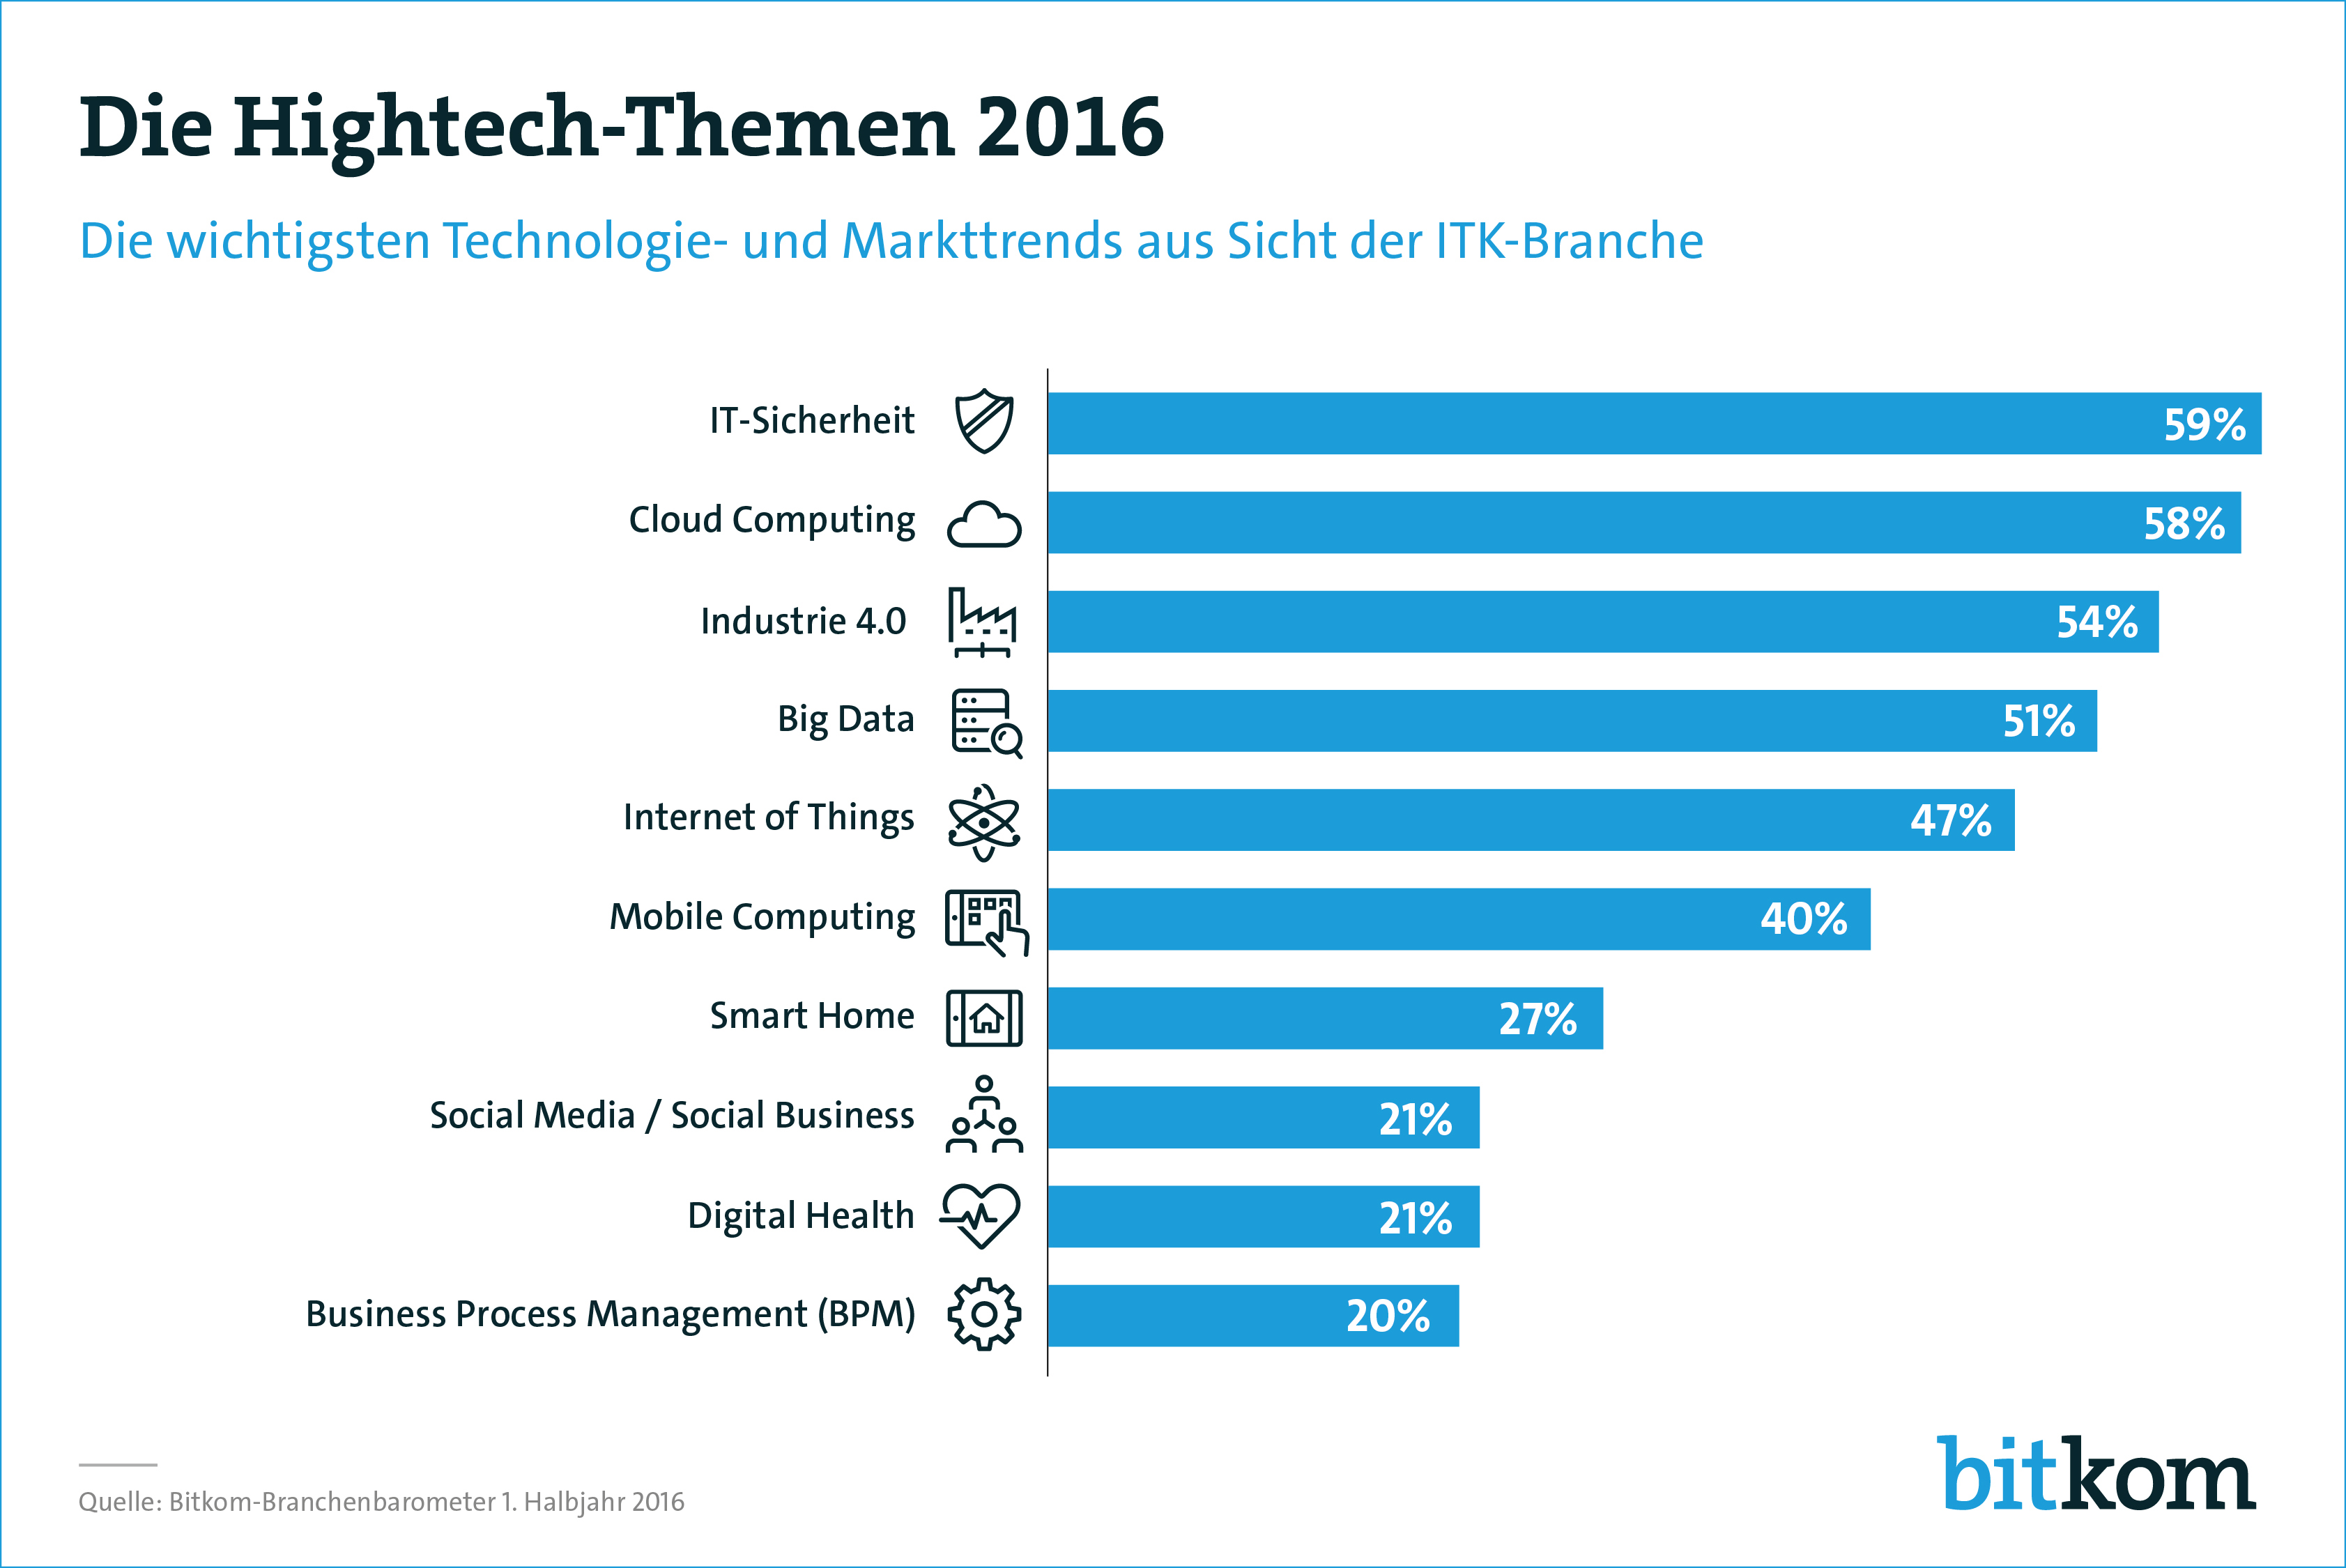 Die Hightech-Themen 2016
Die wichtigsten Technologie- und Markttrends aus Sicht der ITK-Branche
IT-Sicherheit 59%
Cloud Computing 58%
Industrie 4.0 54%
Big Data 51%
Internet of Things 47%
Mobile Computing 40%
Smart Home 27%
Social Media / Social Business 21%
Digital Health 21%
Business Process Management (BPM) 20%
Quelle: Bitkom-Branchenbarometer 1. Halbjahr 2016
bitkom